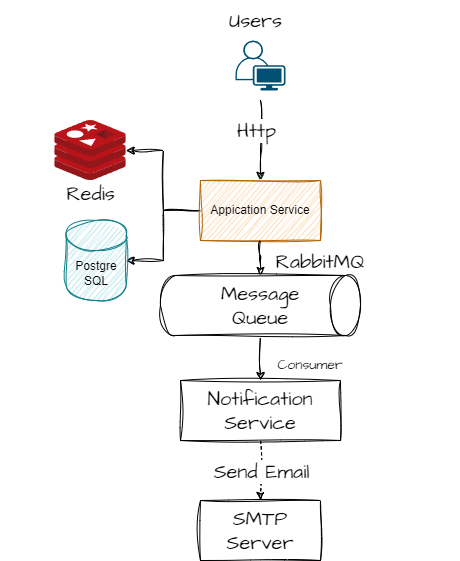 Users
Http
Redis
Appication Service
Postgre
SQL
RabbitMQ
Message
Queue
Consumer
Notification
Service
Send Email
SMTP
Server